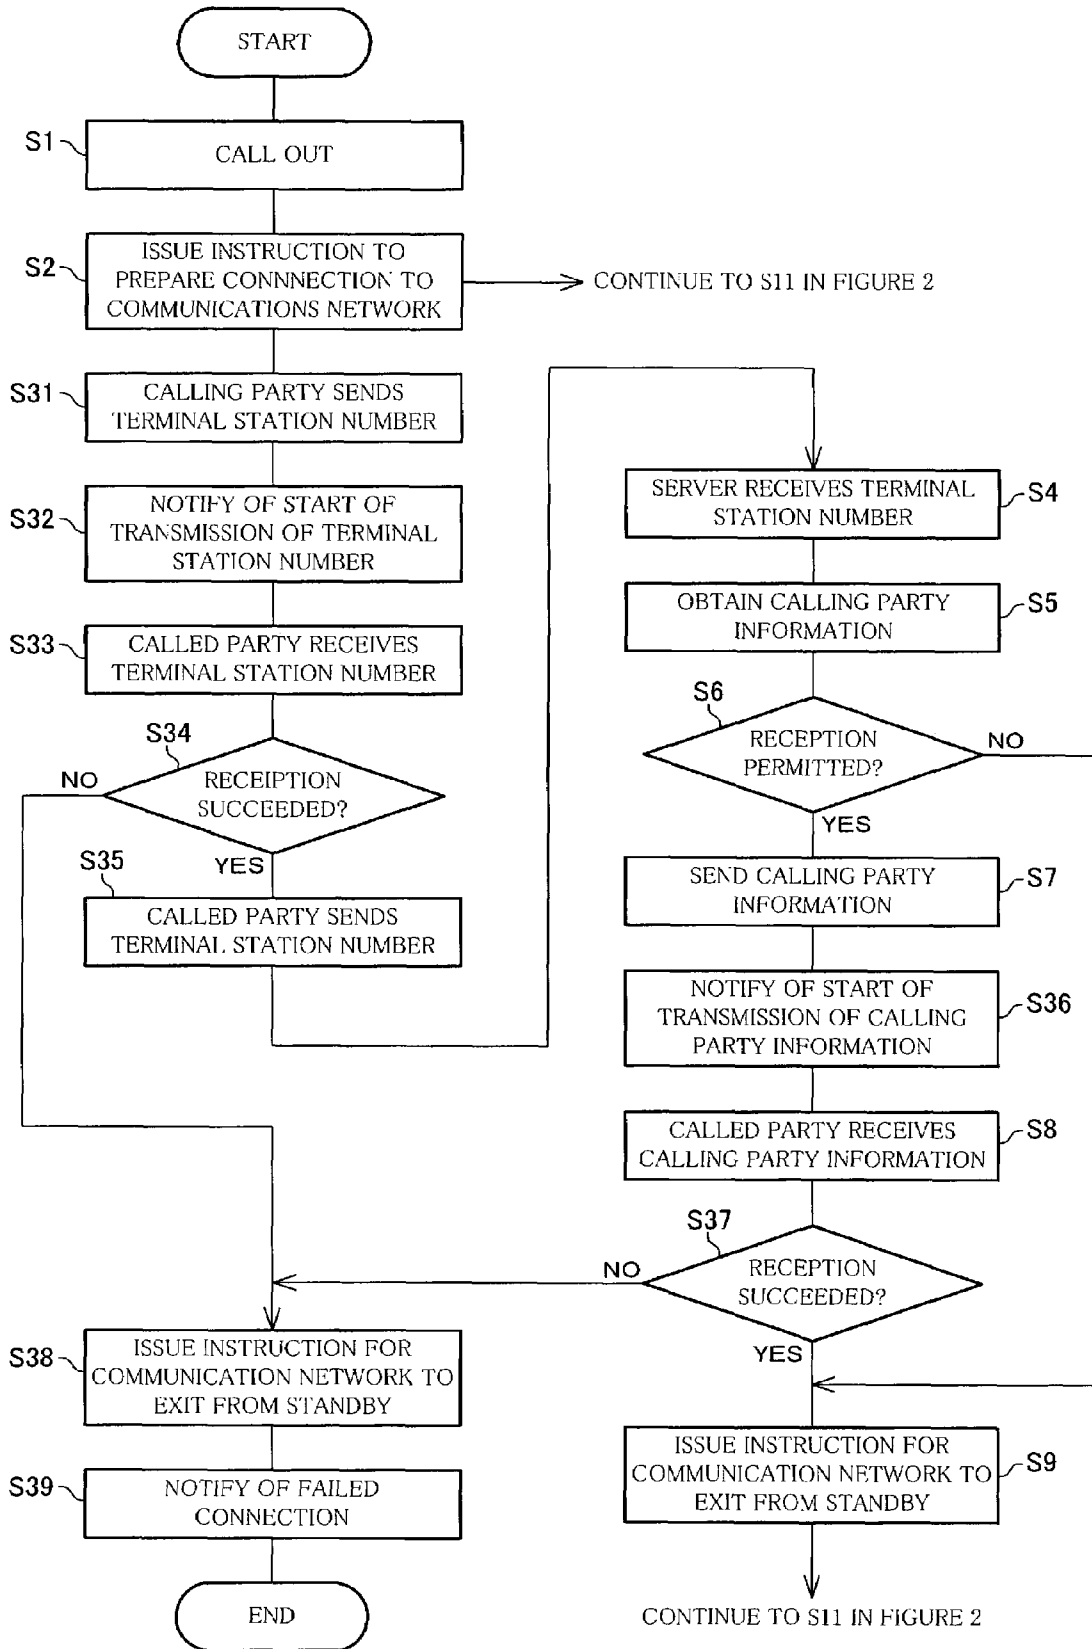 START
S1
CALL OUT
S2
ISSUE INSTRUCTION TO
PREPARE CONNNECTION TO
COMMUNICATIONS NETWORK
CONTINUE TO S11 IN FIGURE 2
S31
CALLING PARTY SENDS
TERMINAL STATION NUMBER
S32
NOTIFY OF START OF
TRANSMISSION OF TERMINAL
STATION NUMBER
S33
CALLED PARTY RECEIVES
TERMINAL STATION NUMBER
S34
NO
RECEIPTION
SUCCEEDED?
YES
S35
CALLED PARTY SENDS
TERMINAL STATION NUMBER
SERVER RECEIVES TERMINAL
STATION NUMBER
S4
OBTAIN CALLING PARTY
INFORMATION
S5
S6
RECEPTION
PERMITTED?
NO
YES
SEND CALLING PARTY
INFORMATION
S7
NOTIFY OF START OF
TRANSMISSION OF CALLING
PARTY INFORMATION
S36
CALLED PARTY RECEIVES
CALLING PARTY INFORMATION
S8
S37
NO
RECEPTION
SUCCEEDED?
YES
S38
ISSUE INSTRUCTION FOR
COMMUNICATION NETWORK TO
EXIT FROM STANDBY
S39
NOTIFY OF FAILED
CONNECTION
END
ISSUE INSTRUCTION FOR
COMMUNICATION NETWORK TO
EXIT FROM STANDBY
S9
CONTINUE TO S11 IN FIGURE 2